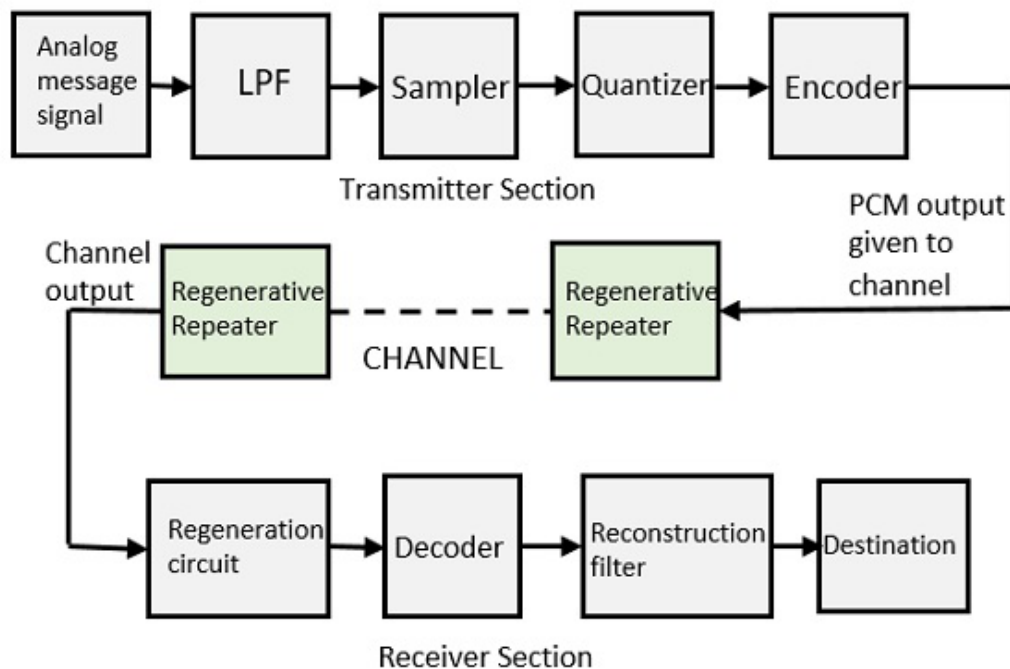 Analog
message
signal
LPF
Sampler
Quantizer
Encoder
Transmitter Section
PCM output
given to
channel
Channel
output
Regenerative
Repeater
CHANNEL
Regenerative
Repeater
Regeneration
circuit
Decoder
Reconstruction
filter
Destination
Receiver Section